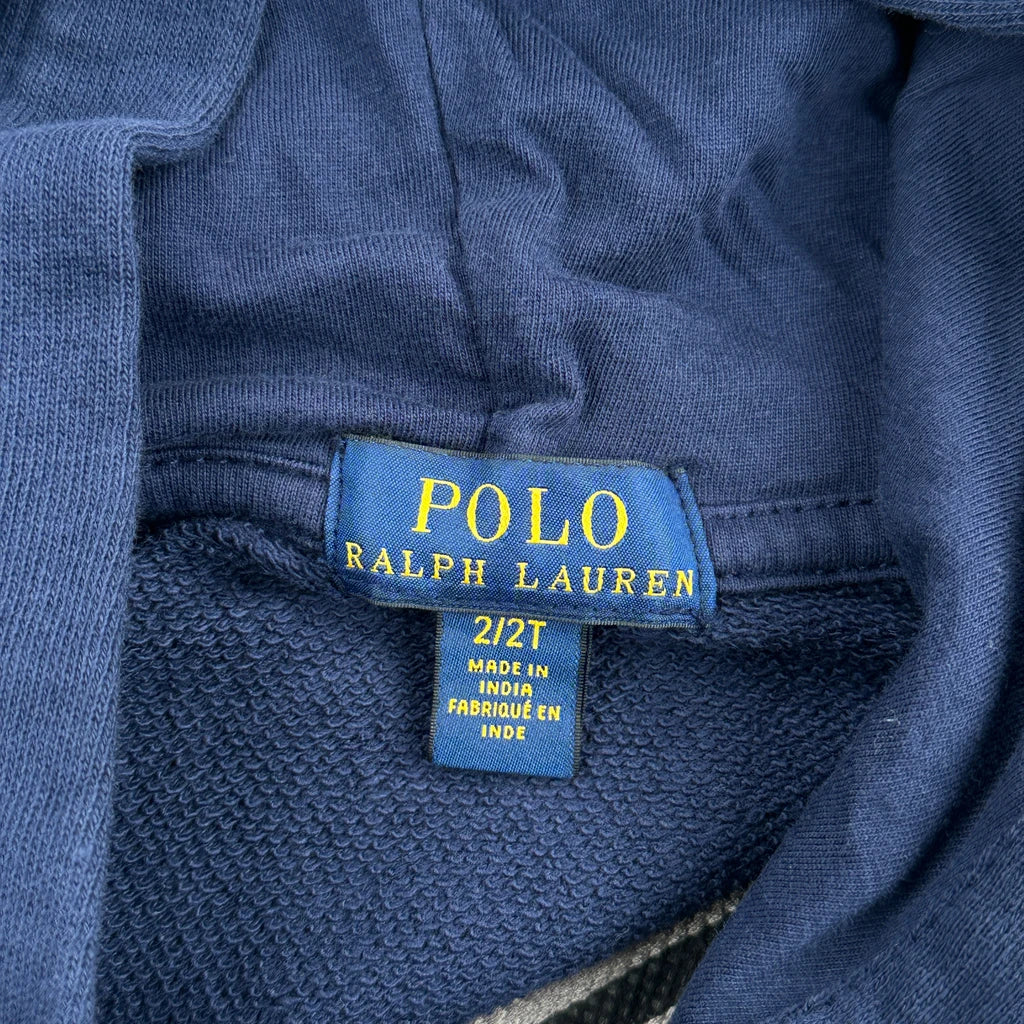 POLO
RALPH LAUREN
2/2T
MADE IN
INDIA
FABRIQUÉ EN
INDE